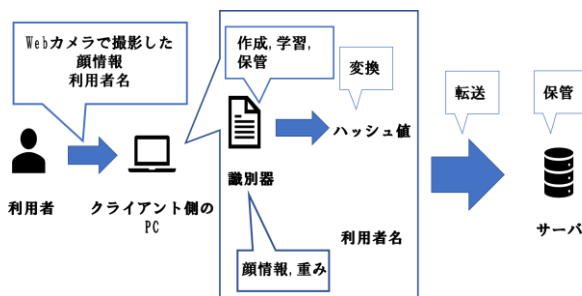 Webカメラで撮影した
顔情報
利用者名
作成,学習,
保管
変換
転送
保管
ハッシュ値
識別器
利用者
クライアント側の
PC
利用者名
サーバ
顔情報,重み